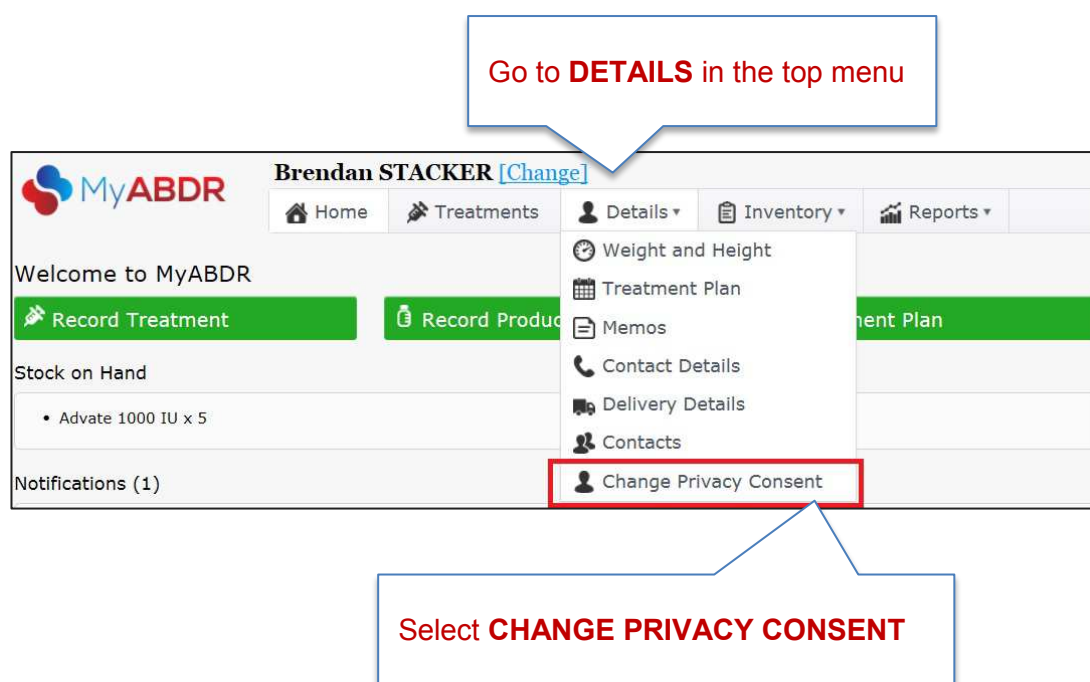 Go to DETAILS in the top menu
Brendan STACKER [Change]
MyABDR
Home Treatments Details Inventory Reports
Weight and Height
Welcome to MyABDR
Treatment Plan
Record Treatment Record ent Plan
Memos
Stock on Hand
Contact Details
• Advate 1000 IU x 5
Delivery Details
Contacts
Notifications (1)
Change Privacy Consent
Select CHANGE PRIVACY CONSENT